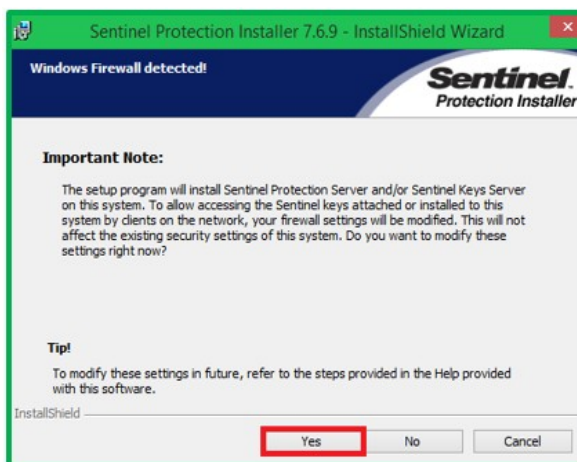 Sentinel Protection Installer 7.6.9 - InstallShield Wizard
Windows Firewall detected!
Sentinel.
Protection Installer
Important Note:
The setup program will install Sentinel Protection Server and/or Sentinel Keys Server
on this system. To allow accessing the Sentinel keys attached or installed to this
system by clients on the network, your firewall settings will be modified. This will not
affect the existing security settings of this system. Do you want to modify these
settings right now?
Tip!
To modify these settings in future, refer to the steps provided in the Help provided
with this software.
InstallShield
Yes
No
Cancel